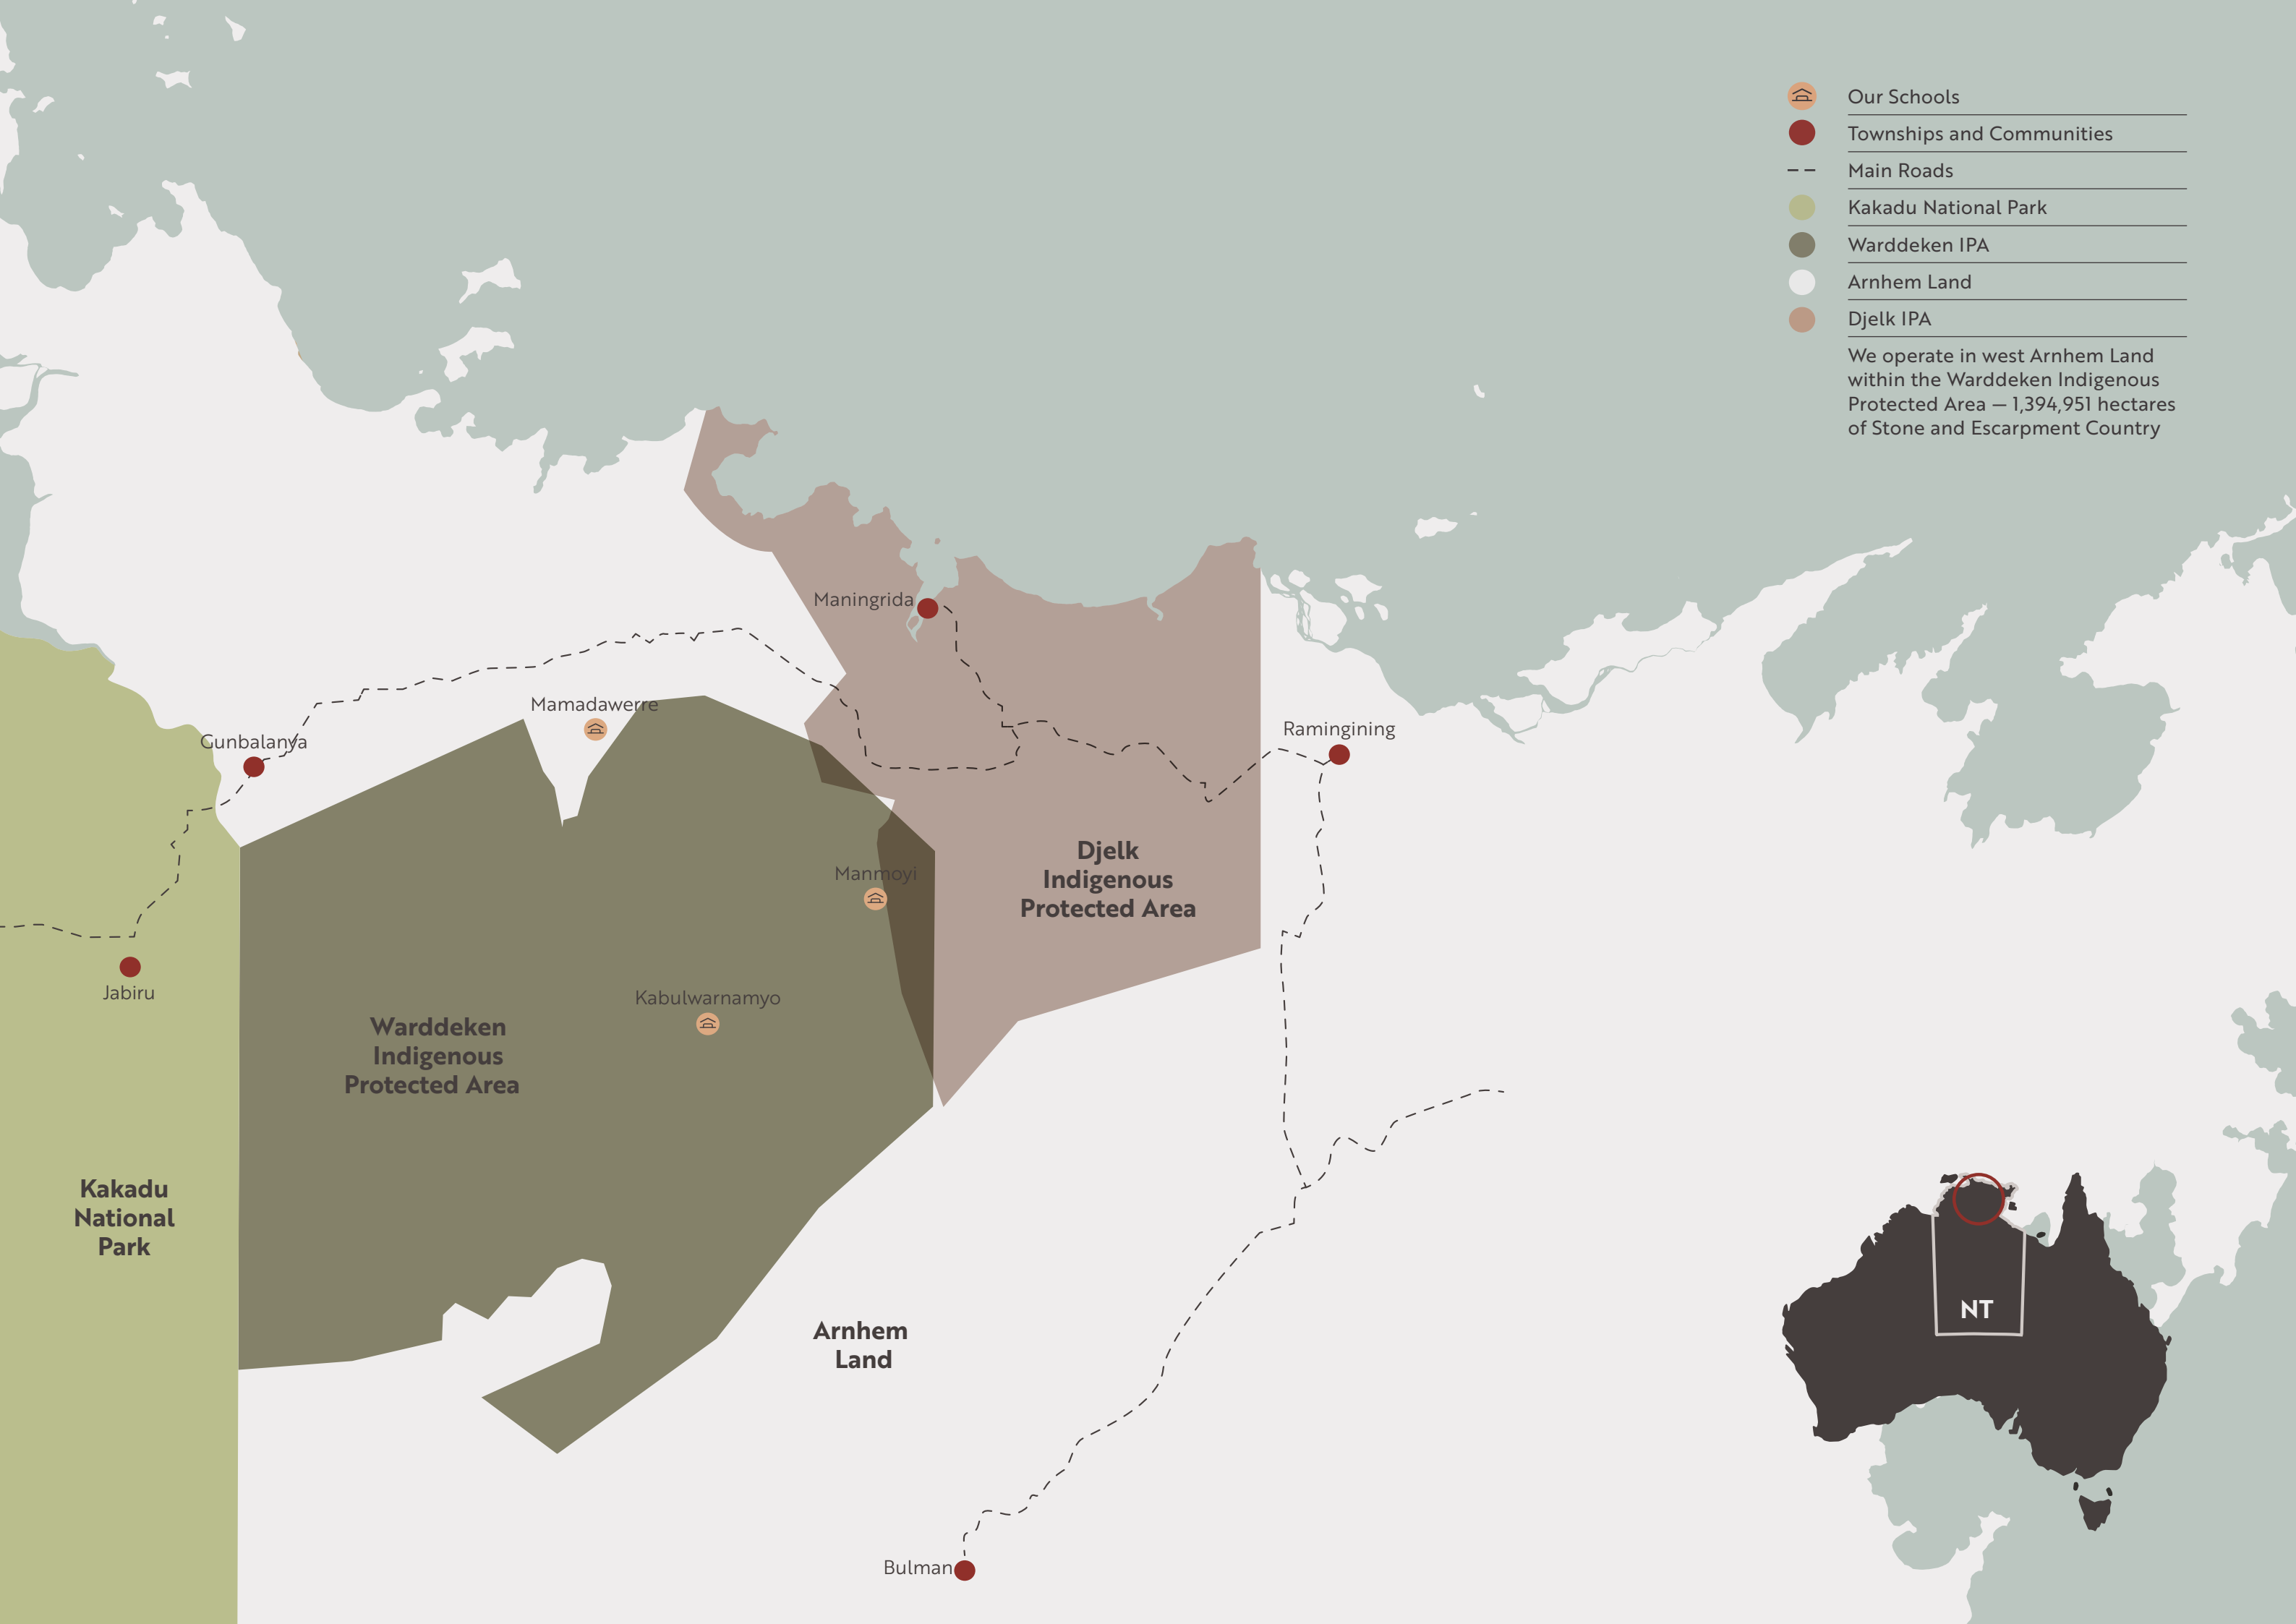 Our Schools
Townships and Communities
Main Roads
Kakadu National Park
Warddeken IPA
Arnhem Land
Djelk IPA
We operate in west Arnhem Land
within the Warddeken Indigenous
Protected Area — 1,394,951 hectares
of Stone and Escarpment Country
Maningrida
Mamadawerre
Gunbalanya
Ramingining
Djelk
Indigenous
Protected Area
Manmoyi
Jabiru
Kabulwarnamyo
Warddeken
Indigenous
Protected Area
Kakadu
National
Park
Arnhem
Land
NT
Bulman